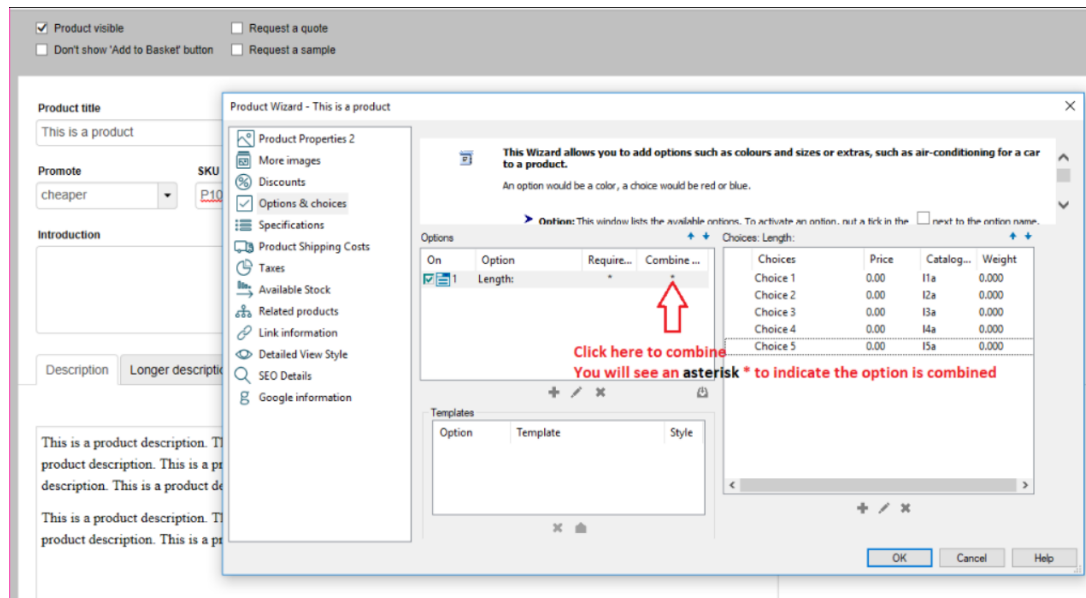 Product visible
Request a quote
Don't show 'Add to Basket' button
Request a sample
Product title
This is a product
Promote
SKU
cheaper
P10
Introduction
Description
Longer descriptio
This is a product description. Tl
product description. This is a pr
description. This is a product de
This is a product description. Tl
product description. This is a pr
Product Wizard - This is a product
Product Properties 2
More images
Discounts
Options & choices
Specifications
Product Shipping Costs
Taxes
Available Stock
Related products
Link information
Detailed View Style
SEO Details
Google information
This Wizard allows you to add options such as colours and sizes or extras, such as air-conditioning for a car
to a product.
An option would be a color, a choice would be red or blue.
Option: This window lists the available options. To activate an option, put a tick in the next to the option name.
Options
On Option Require... Combine ...
1 Length: * *
Click here to combine
You will see an asterisk * to indicate the option is combined
Templates
Option Template Style
Choices: Length:
Choices Price Catalog... Weight
Choice 1 0.00 I1a 0.000
Choice 2 0.00 I2a 0.000
Choice 3 0.00 I3a 0.000
Choice 4 0.00 I4a 0.000
Choice 5 0.00 I5a 0.000
OK Cancel Help